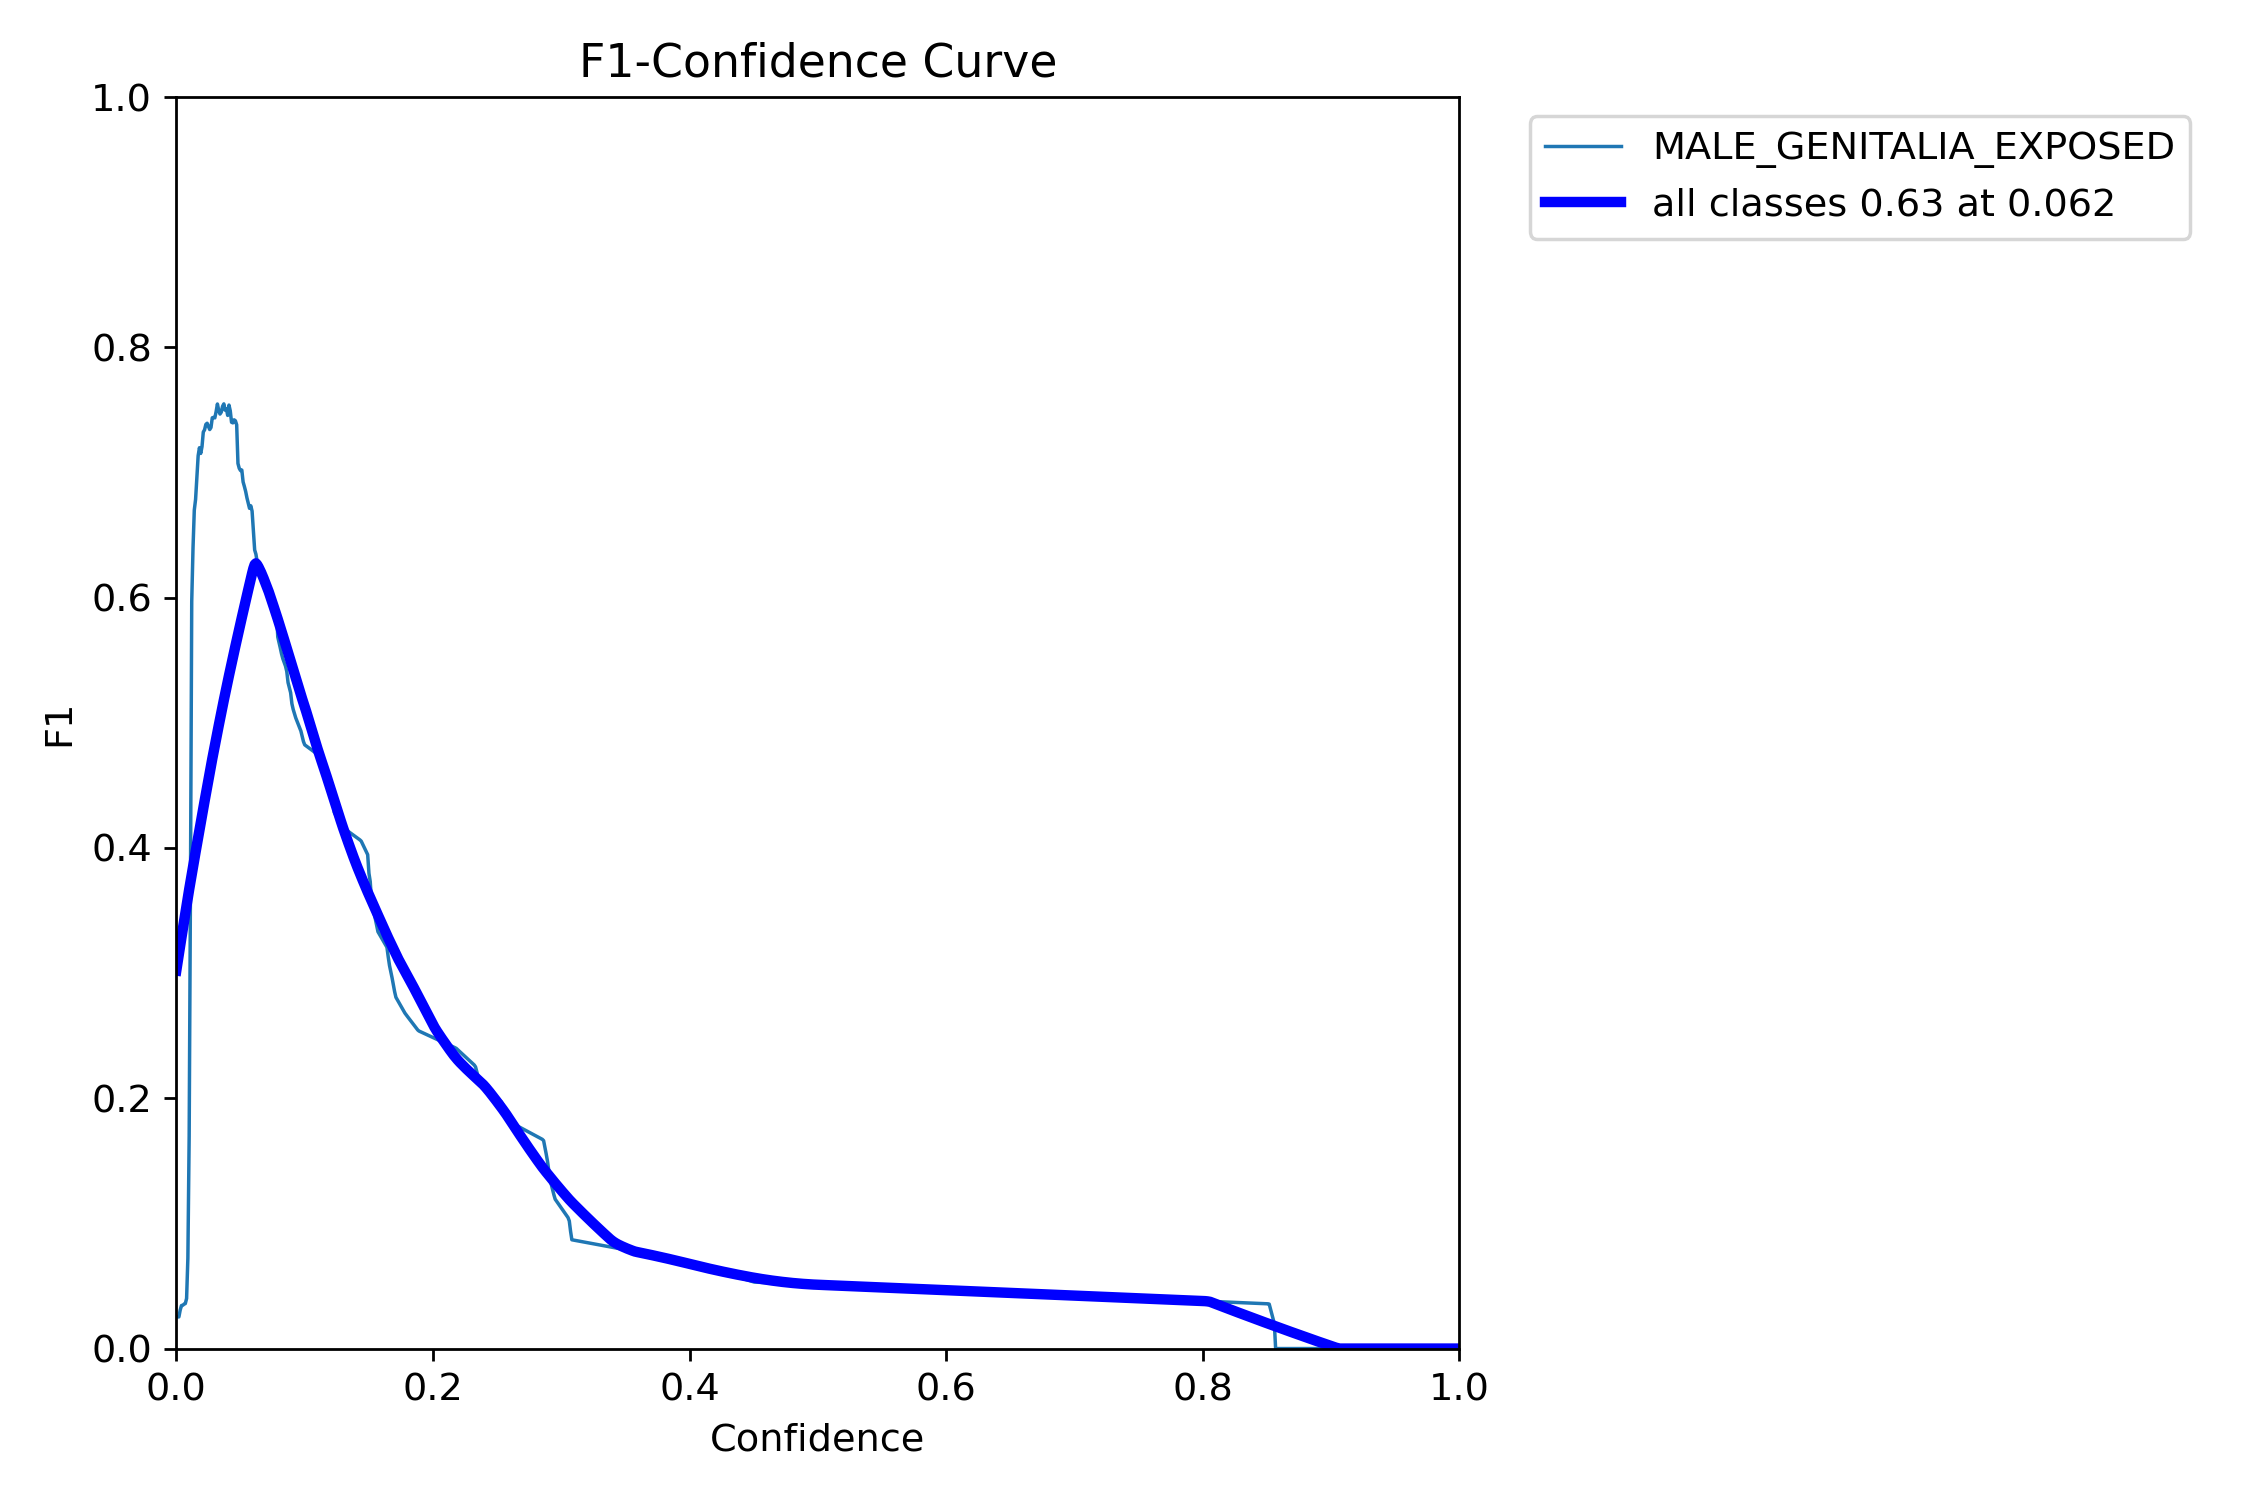 F1-Confidence Curve
MALE_GENITALIA_EXPOSED
all classes 0.63 at 0.062
1.0
0.8
0.6
0.4
0.2
0.0
F1
0.0 0.2 0.4 0.6 0.8 1.0
Confidence